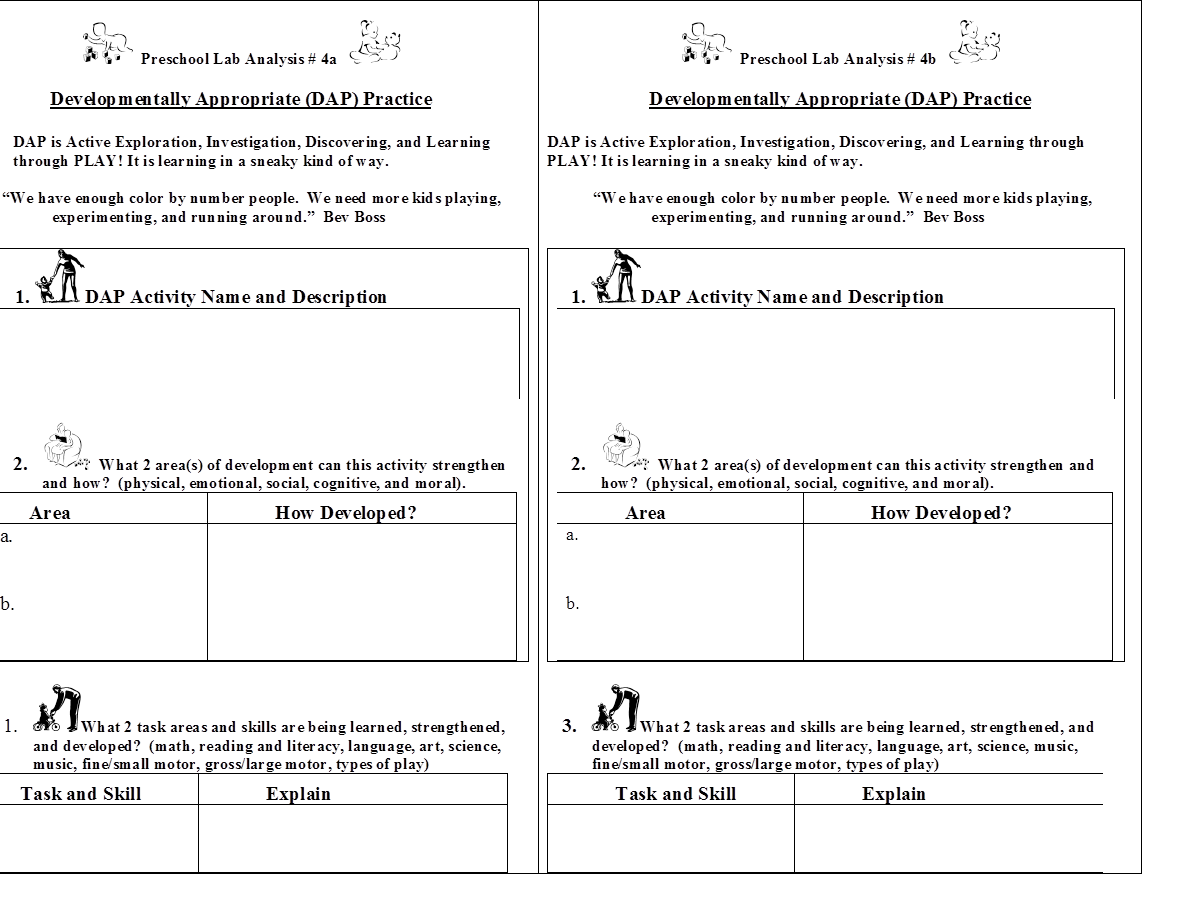 Preschool Lab Analysis # 4a
Developmentally Appropriate (DAP) Practice
DAP is Active Exploration, Investigation, Discovering, and Learning
through PLAY! It is learning in a sneaky kind of way.
“We have enough color by number people. We need more kids playing,
experimenting, and running around.” Bev Boss
1. DAP Activity Name and Description
2. ? What 2 area(s) of development can this activity strengthen
and how? (physical, emotional, social, cognitive, and moral).
Area How Developed?
a.
b.
1. What 2 task areas and skills are being learned, strengthened,
and developed? (math, reading and literacy, language, art, science,
music, fine/small motor, gross/large motor, types of play)
Task and Skill Explain
Preschool Lab Analysis # 4b
Developmentally Appropriate (DAP) Practice
DAP is Active Exploration, Investigation, Discovering, and Learning through
PLAY! It is learning in a sneaky kind of way.
“We have enough color by number people. We need more kids playing,
experimenting, and running around.” Bev Boss
1. DAP Activity Name and Description
2. ? What 2 area(s) of development can this activity strengthen and
how? (physical, emotional, social, cognitive, and moral).
Area How Developed?
a.
b.
3. What 2 task areas and skills are being learned, strengthened, and
developed? (math, reading and literacy, language, art, science, music,
fine/small motor, gross/large motor, types of play)
Task and Skill Explain